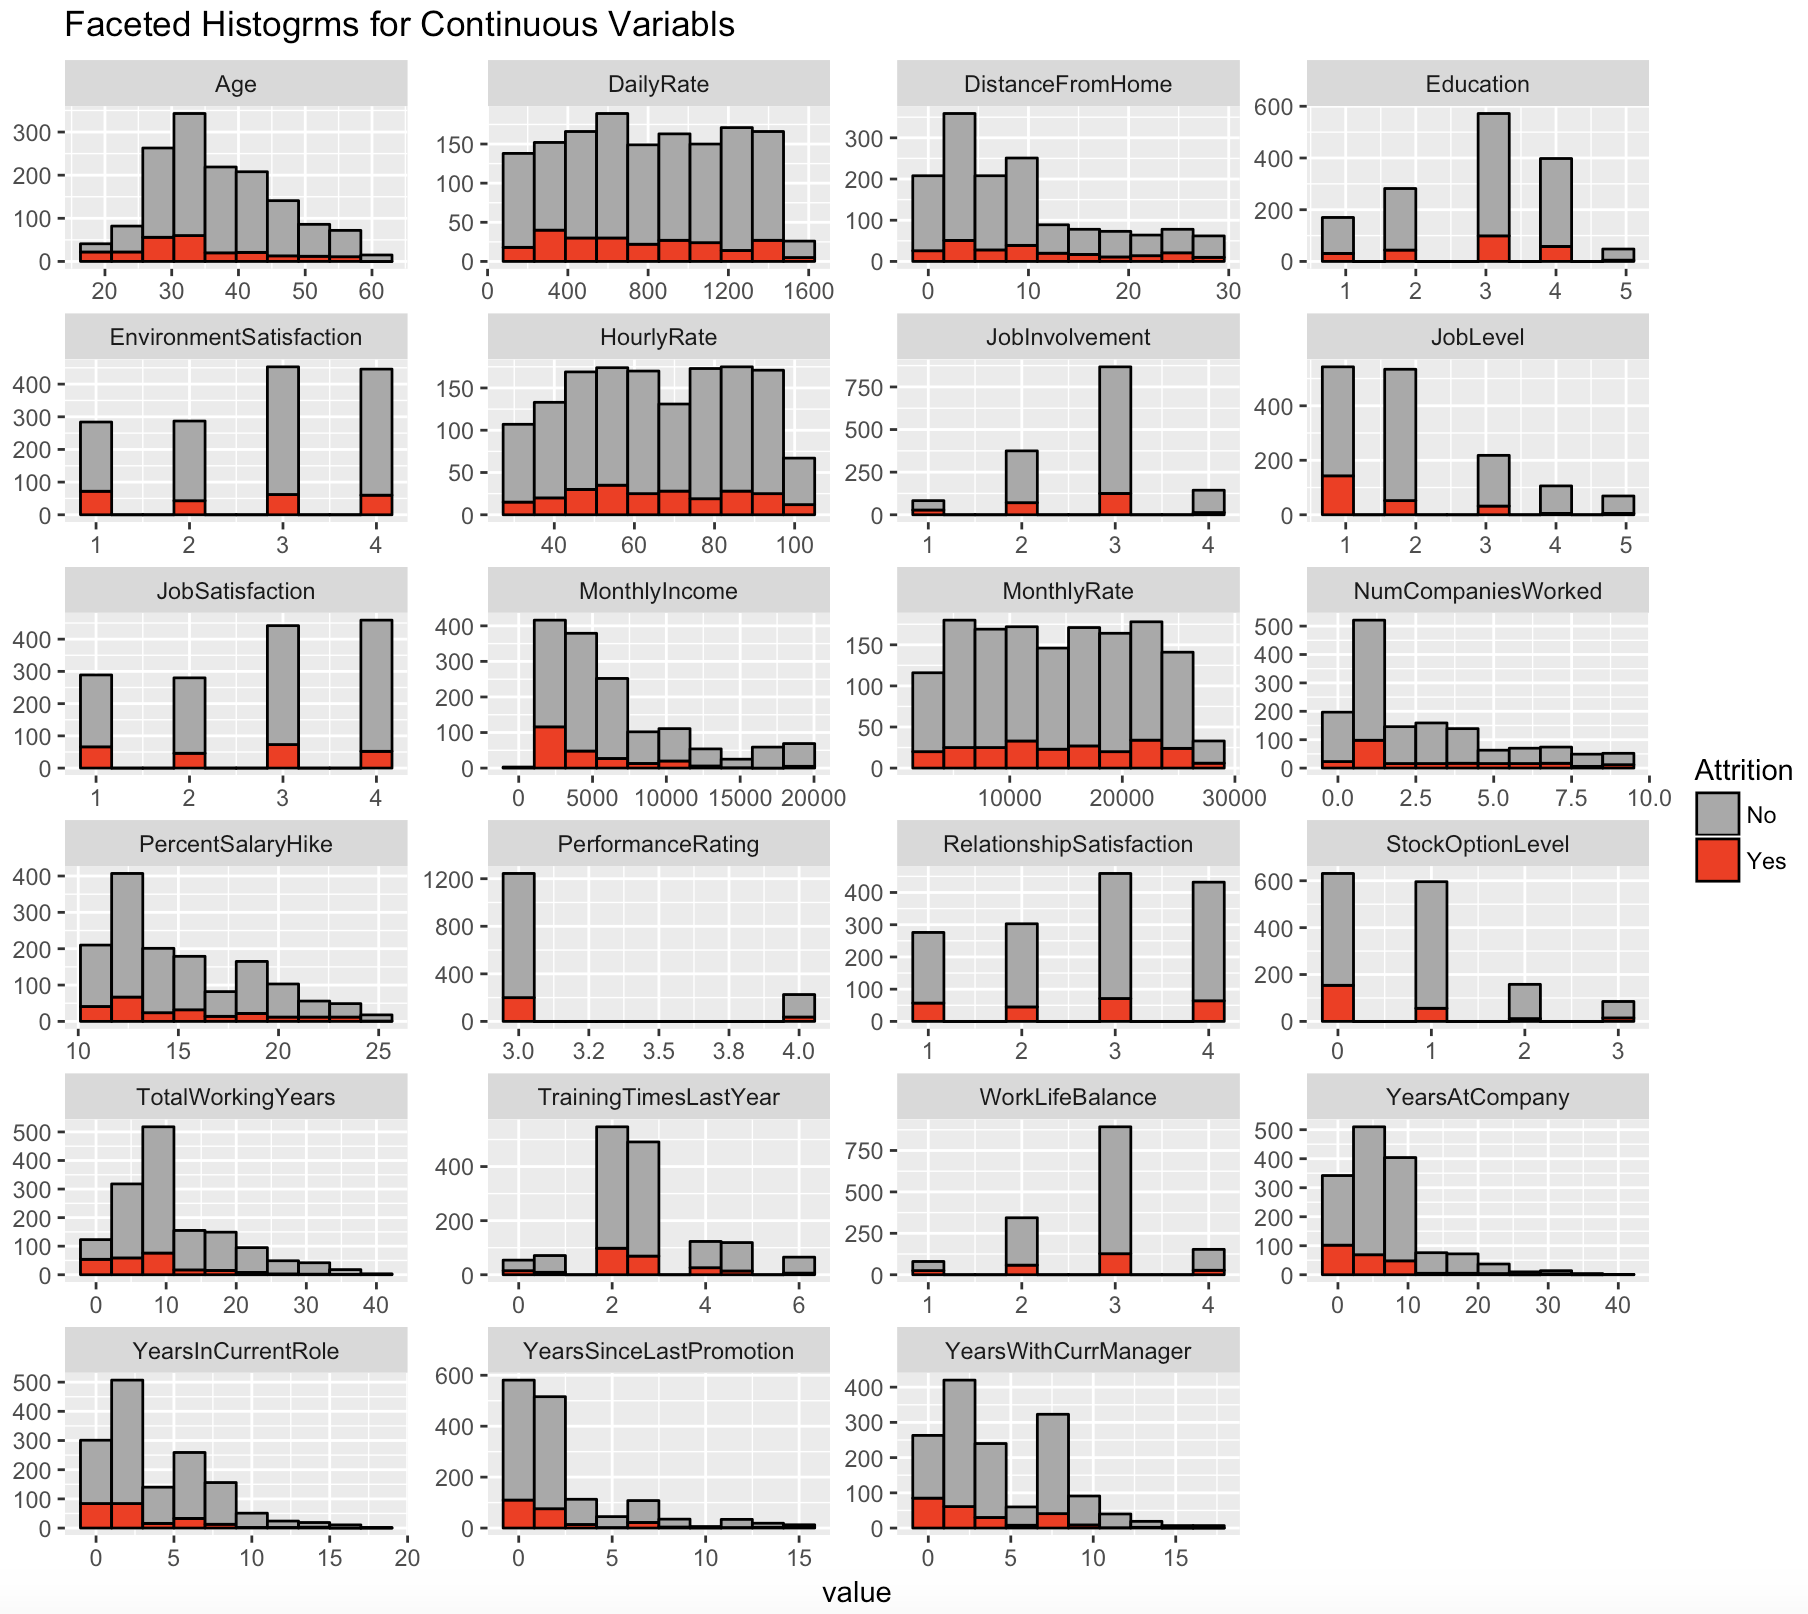 Faceted Histogrms for Continuous Variabls
Age DailyRate DistanceFromHome Education
300 200 100 0 150 100 50 0 300 200 100 0 600 400 200 0
20 30 40 50 60 0 400 800 1200 1600 0 10 20 30 1 2 3 4 5
EnvironmentSatisfaction HourlyRate JobInvolvement JobLevel
400 300 200 100 0 150 100 50 0 750 500 250 0 400 200 0
1 2 3 4 40 60 80 100 1 2 3 4 1 2 3 4 5
JobSatisfaction MonthlyIncome MonthlyRate NumCompaniesWorked
400 300 200 100 0 400 300 200 100 0 150 100 50 0 500 400 300 200 100 0
1 2 3 4 0 5000 10000 15000 20000 10000 20000 30000 0.0 2.5 5.0 7.5 10.0
Attrition
No
Yes
PercentSalaryHike PerformanceRating RelationshipSatisfaction StockOptionLevel
400 300 200 100 0 1200 800 400 0 400 300 200 100 0 600 400 200 0
10 15 20 25 3.0 3.2 3.5 3.8 4.0 1 2 3 4 0 1 2 3
TotalWorkingYears TrainingTimesLastYear WorkLifeBalance YearsAtCompany
500 400 300 200 100 0 400 200 0 750 500 250 0 500 400 300 200 100 0
0 10 20 30 40 0 2 4 6 1 2 3 4 0 10 20 30 40
YearsInCurrentRole YearsSinceLastPromotion YearsWithCurrManager
500 400 300 200 100 0 600 400 200 0 400 300 200 100 0
0 5 10 15 20 0 5 10 15 0 5 10 15
value